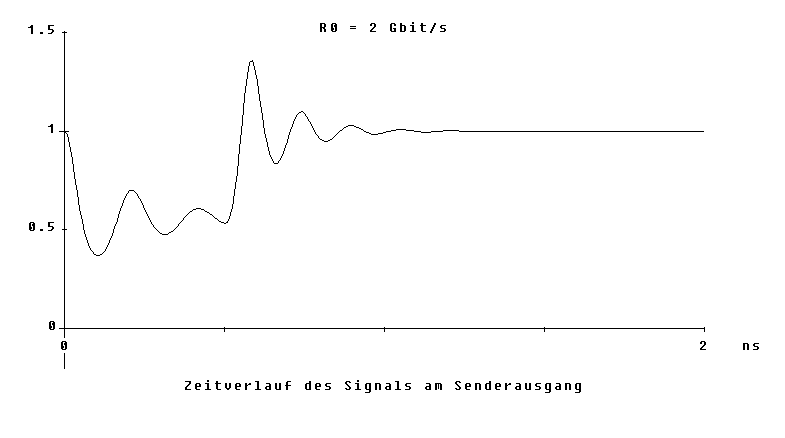 R0 = 2 Gbit/s
1.5
1
0.5
0
0 2 ns
Zeitverlauf des Signals am Senderausgang